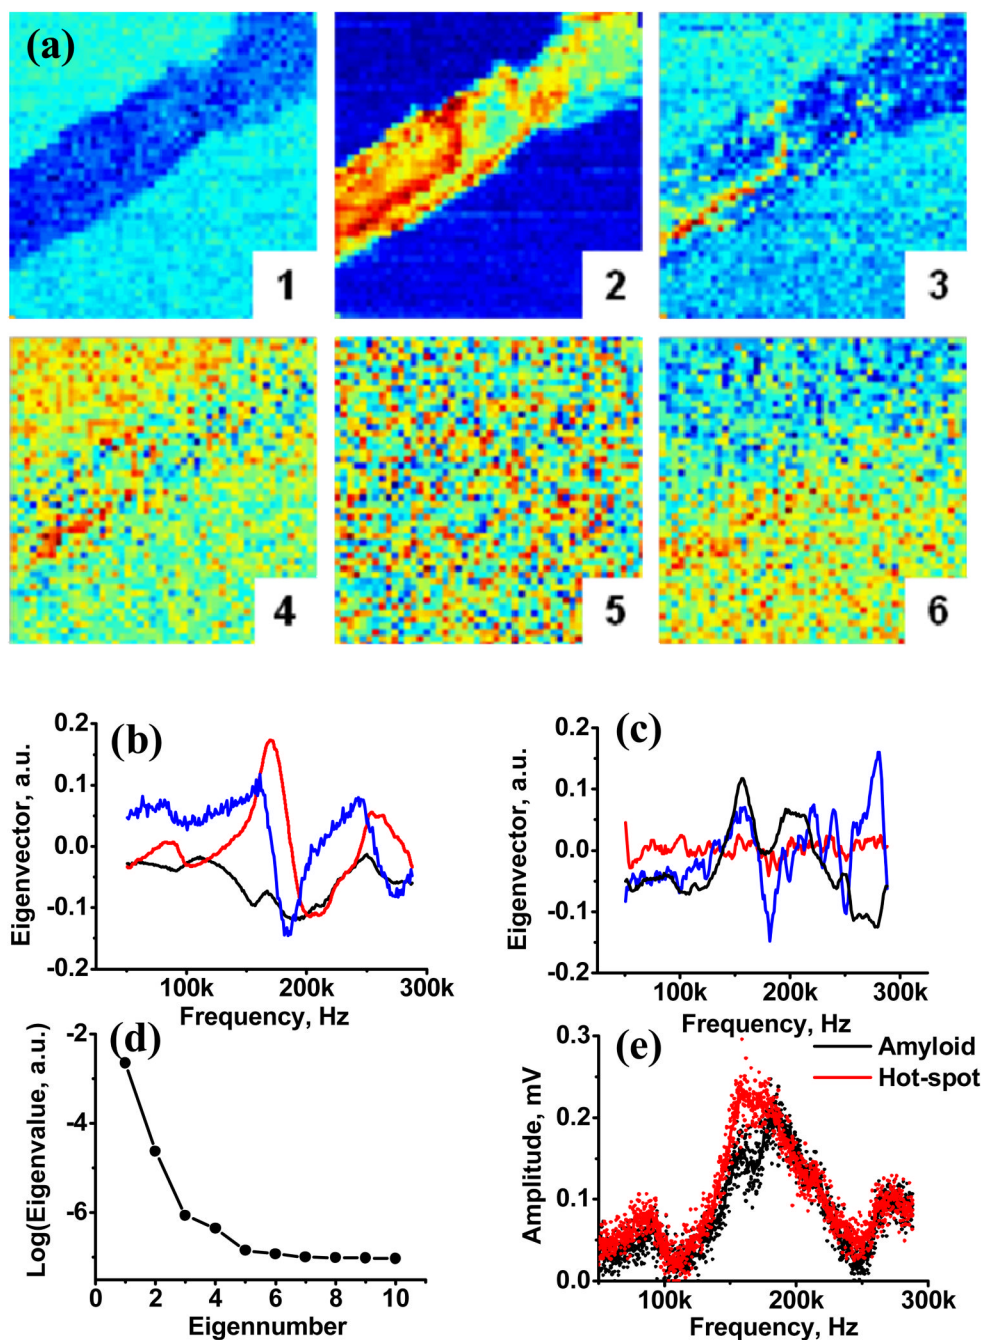 (a)
1
2
3
4
5
6
(b)
Eigenvector, a.u.
0.2
0.1
0.0
-0.1
-0.2
100k 200k 300k
Frequency, Hz
(c)
Eigenvector, a.u.
0.2
0.1
0.0
-0.1
-0.2
100k 200k 300k
Frequency, Hz
(d)
Log(Eigenvalue, a.u.)
-2
-4
-6
0 2 4 6 8 10
Eigennumber
(e)
Amyloid
Hot-spot
Amplitude, mV
0.3
0.2
0.1
0.0
100k 200k 300k
Frequency, Hz